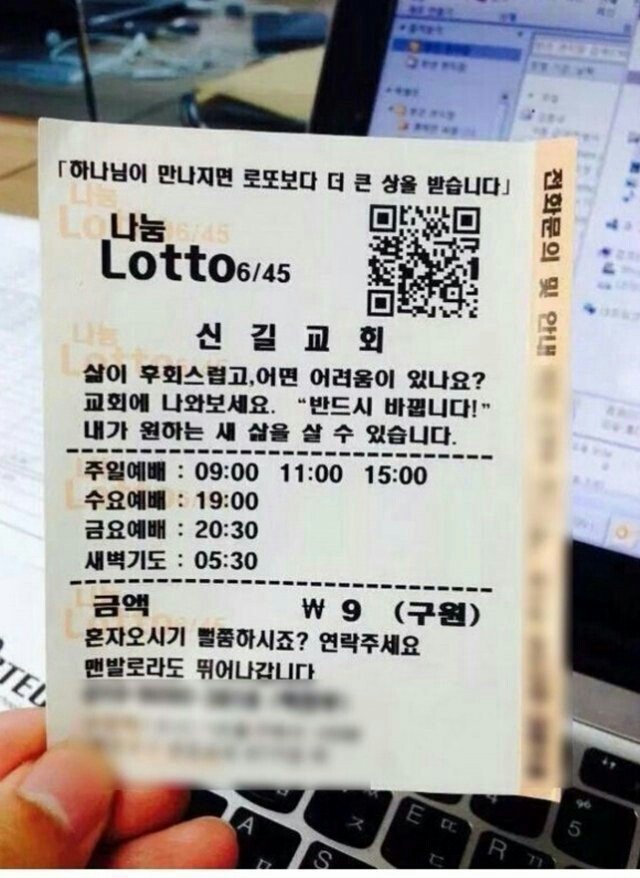 「하나님이 만나지면 로또보다 더 큰 상을 받습니다」
나눔
Lotto 6/45
신길교회
삶이 후회스럽고,어떤 어려움이 있나요?
교회에 나와보세요. “반드시 바뀝니다!”
내가 원하는 새 삶을 살 수 있습니다.
주일예배 : 09:00 11:00 15:00
수요예배 : 19:00
금요예배 : 20:30
새벽기도 : 05:30
금액 ₩ 9 (구원)
혼자오시기 뻘쭘하시죠? 연락주세요
맨발로라도 뛰어나갑니다
전화문의 및 안내